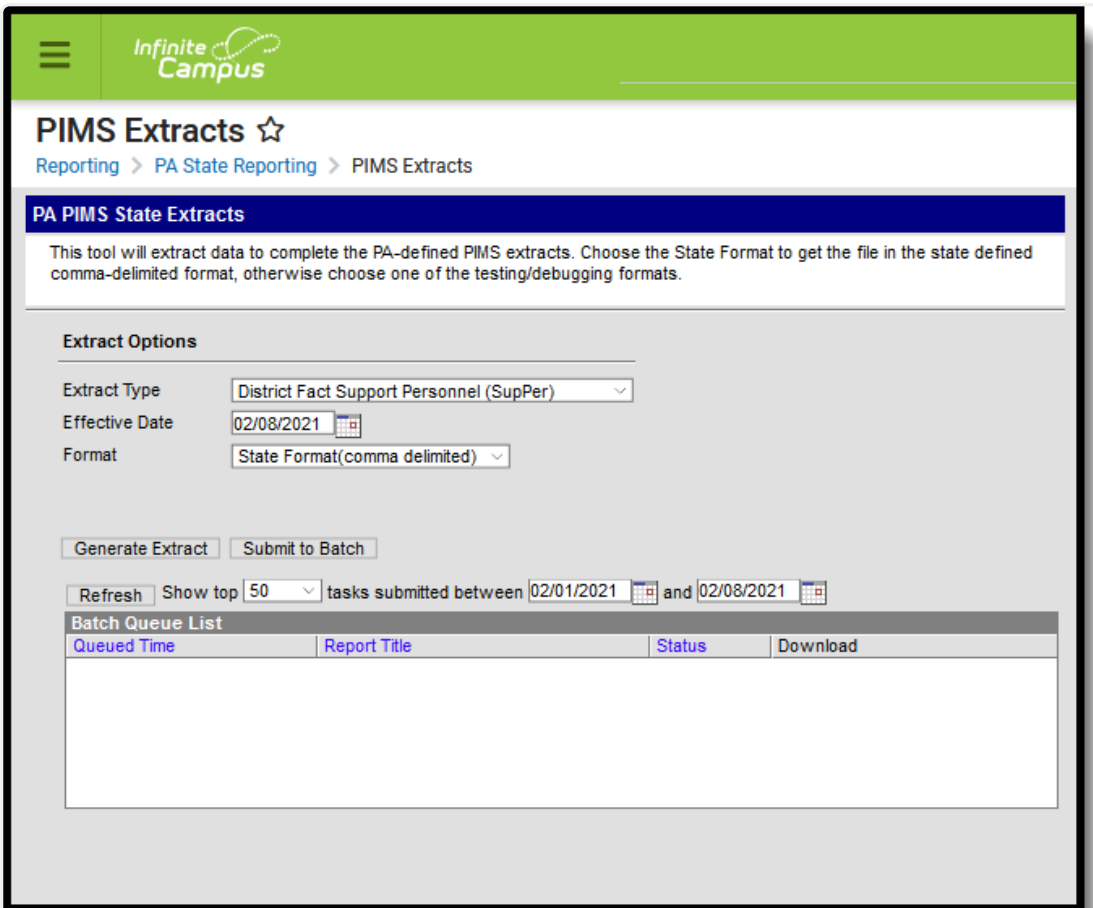 Infinite
Campus
PIMS Extracts
Reporting > PA State Reporting > PIMS Extracts
PA PIMS State Extracts
This tool will extract data to complete the PA-defined PIMS extracts. Choose the State Format to get the file in the state defined
comma-delimited format, otherwise choose one of the testing/debugging formats.
Extract Options
Extract Type District Fact Support Personnel (SupPer)
Effective Date 02/08/2021
Format State Format(comma delimited)
Generate Extract Submit to Batch
Refresh Show top 50 tasks submitted between 02/01/2021 and 02/08/2021
Batch Queue List
Queued Time Report Title Status Download